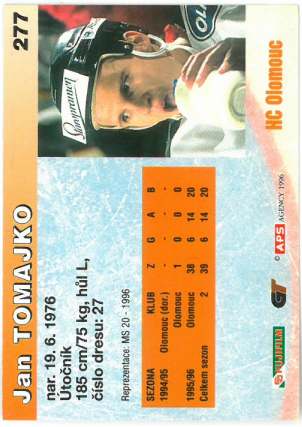 277
Staropramen
HC Olomouc
Jan TOMAJKO
nar. 19. 6. 1976
Útočník
185 cm/75 kg, hůl L,
číslo dresu: 27
Reprezentace: MS 20 - 1996
SEZONA KLUB Z G A B
1994/95 Olomouc (dor.)
Olomouc 1 0 0 0
1995/96 Olomouc 38 6 14 20
Celkem sezon 2 39 6 14 20
FUJIFILM
GT
© APS AGENCY 1996